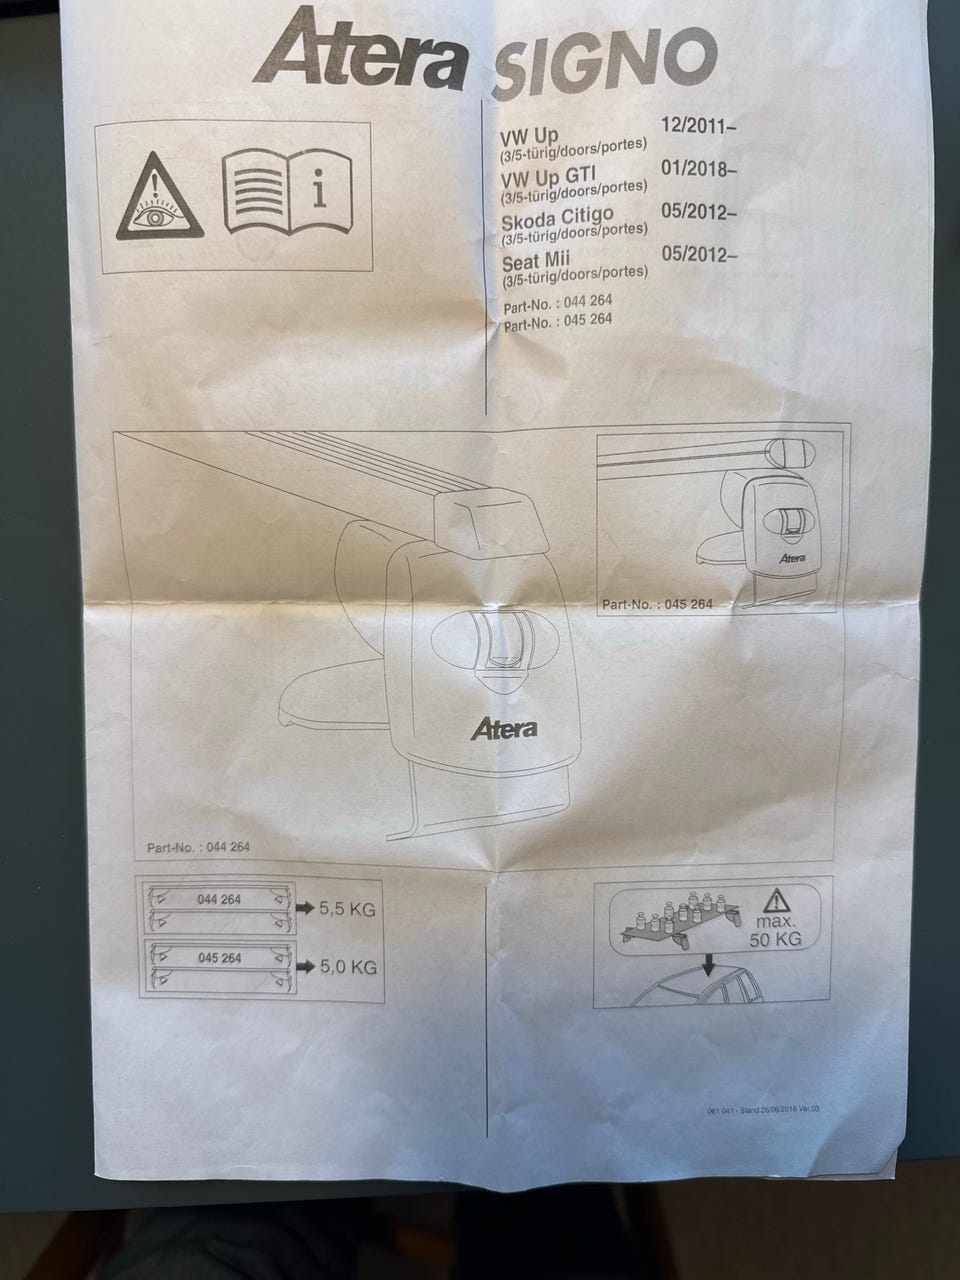 Atera SIGNO
VW Up 12/2011–
(3/5-türig/doors/portes)
VW Up GTI 01/2018–
(3/5-türig/doors/portes)
Skoda Citigo 05/2012–
(3/5-türig/doors/portes)
Seat Mii 05/2012–
(3/5-türig/doors/portes)
Part-No. : 044 264
Part-No. : 045 264
!
i
Atera
Part-No. : 045 264
Atera
Part-No. : 044 264
044 264 5,5 KG
045 264 5,0 KG
!
max.
50 KG
061 041 - Stand 26/06/2018 Ver.03